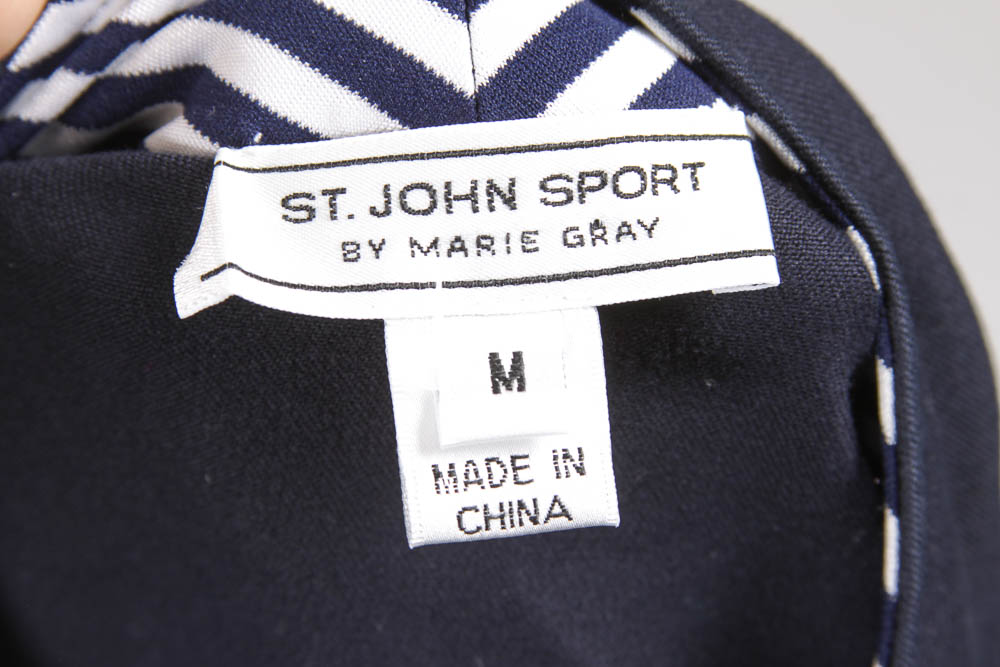 ST. JOHN SPORT
BY MARIE GRAY
M
MADE IN
CHINA